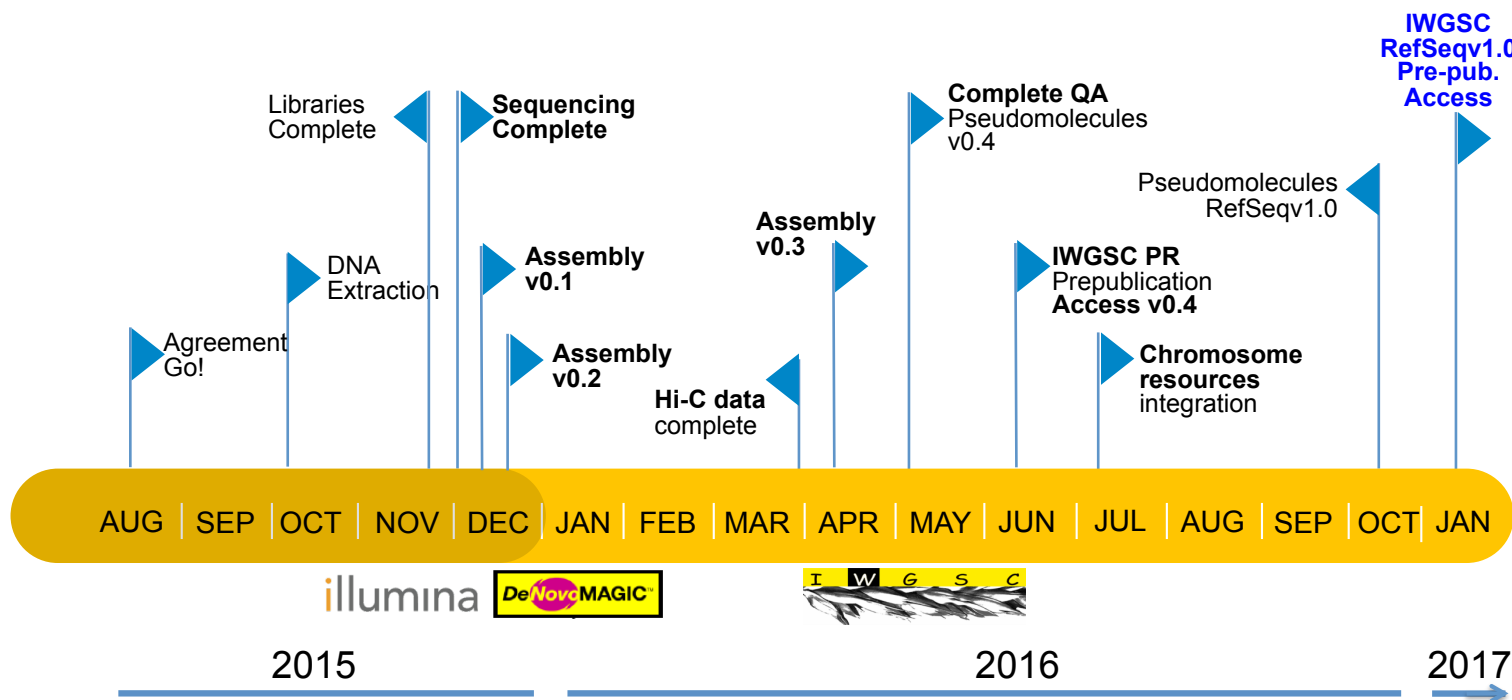 IWGSC
RefSeqv1.0
Pre-pub.
Access
Libraries
Complete
Sequencing
Complete
Complete QA
Pseudomolecules
v0.4
Pseudomolecules
RefSeqv1.0
DNA
Extraction
Assembly
v0.1
Assembly
v0.3
IWGSC PR
Prepublication
Access v0.4
Agreement
Go!
Assembly
v0.2
Hi-C data
complete
Chromosome
resources
integration
AUG SEP OCT NOV DEC JAN FEB MAR APR MAY JUN JUL AUG SEP OCT JAN
illumina
DeNovoMAGIC™
I W G S C
2015
2016
2017